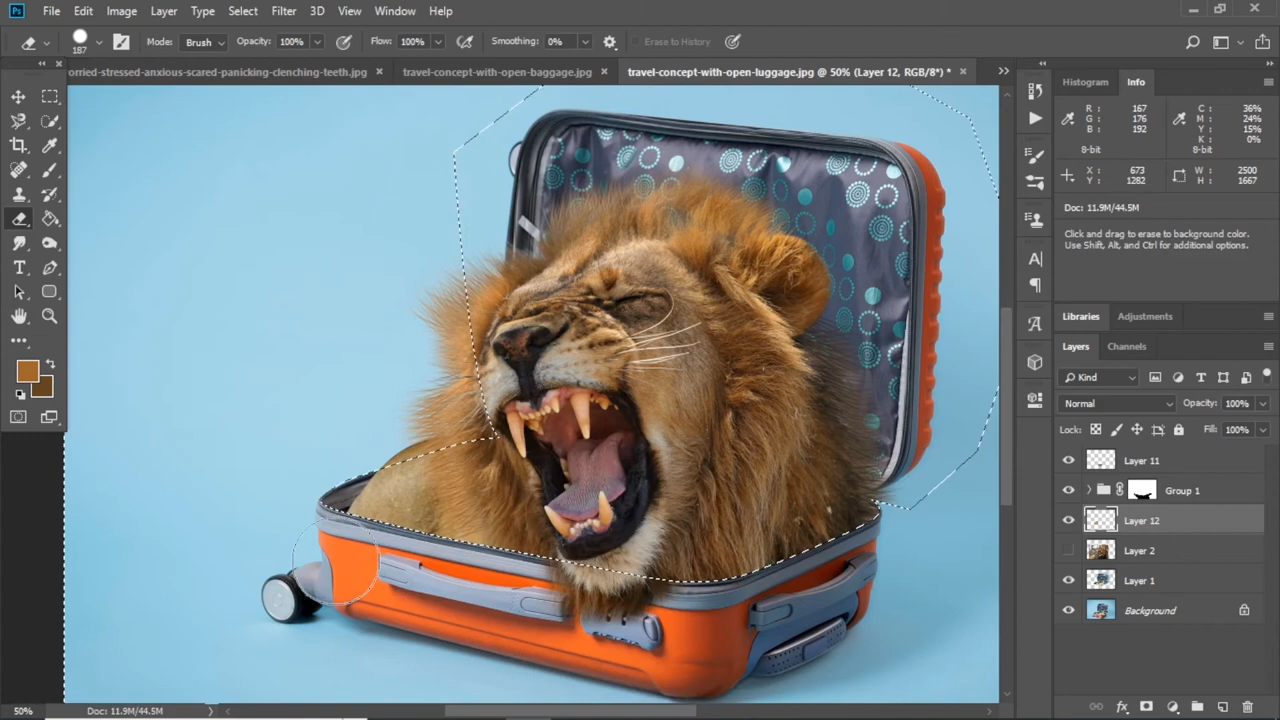 Ps File Edit Image Layer Type Select Filter 3D View Window Help
187 Mode: Brush Opacity: 100% Flow: 100% Smoothing: 0% Erase to History
orried-stressed-anxious-scared-panicking-clenching-teeth.jpg × travel-concept-with-open-baggage.jpg × travel-concept-with-open-luggage.jpg @ 50% (Layer 12, RGB/8*) * ×
Histogram Info
R : 167 C : 36%
G : 176 M : 24%
B : 192 Y : 15%
K : 0%
8-bit 8-bit
X : 673 W : 2500
Y : 1282 H : 1667
Doc: 11.9M/44.5M
Click and drag to erase to background color.
Use Shift, Alt, and Ctrl for additional options.
Libraries Adjustments
Layers Channels
Kind
Normal Opacity: 100%
Lock: Fill: 100%
Layer 11
Group 1
Layer 12
Layer 2
Layer 1
Background
50% Doc: 11.9M/44.5M